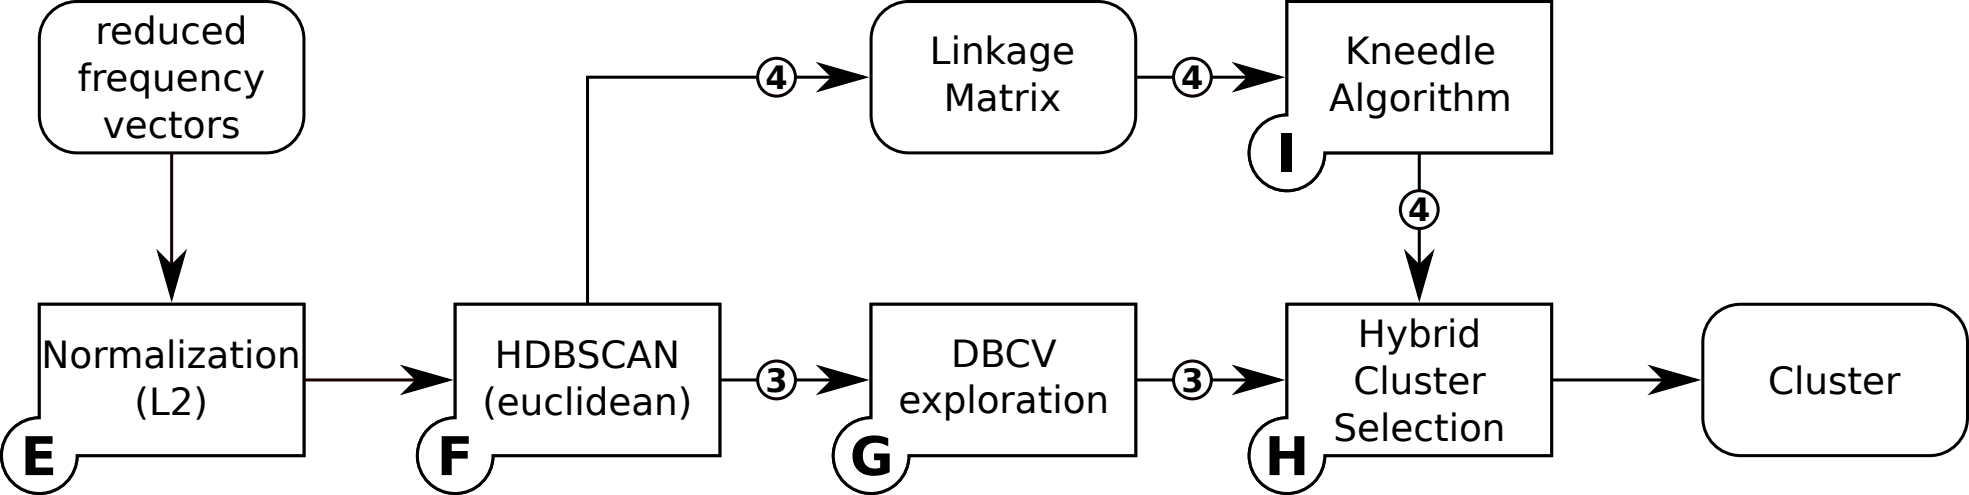 reduced
frequency
vectors
4
Linkage
Matrix
4
Kneedle
Algorithm
I
4
Normalization
(L2)
E
HDBSCAN
(euclidean)
F
3
DBCV
exploration
G
3
Hybrid
Cluster
Selection
H
Cluster